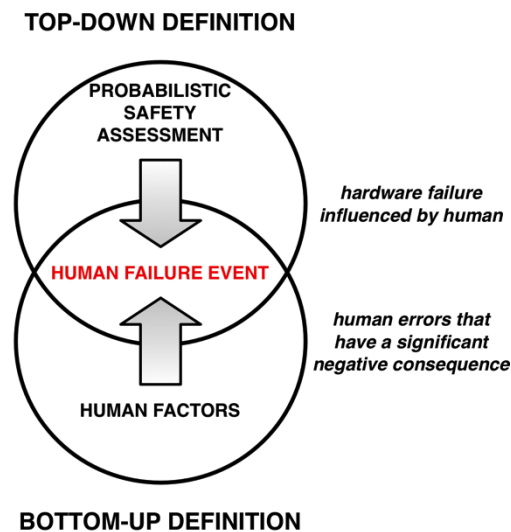 TOP-DOWN DEFINITION
PROBABILISTIC
SAFETY
ASSESSMENT
hardware failure
influenced by human
HUMAN FAILURE EVENT
human errors that
have a significant
negative consequence
HUMAN FACTORS
BOTTOM-UP DEFINITION